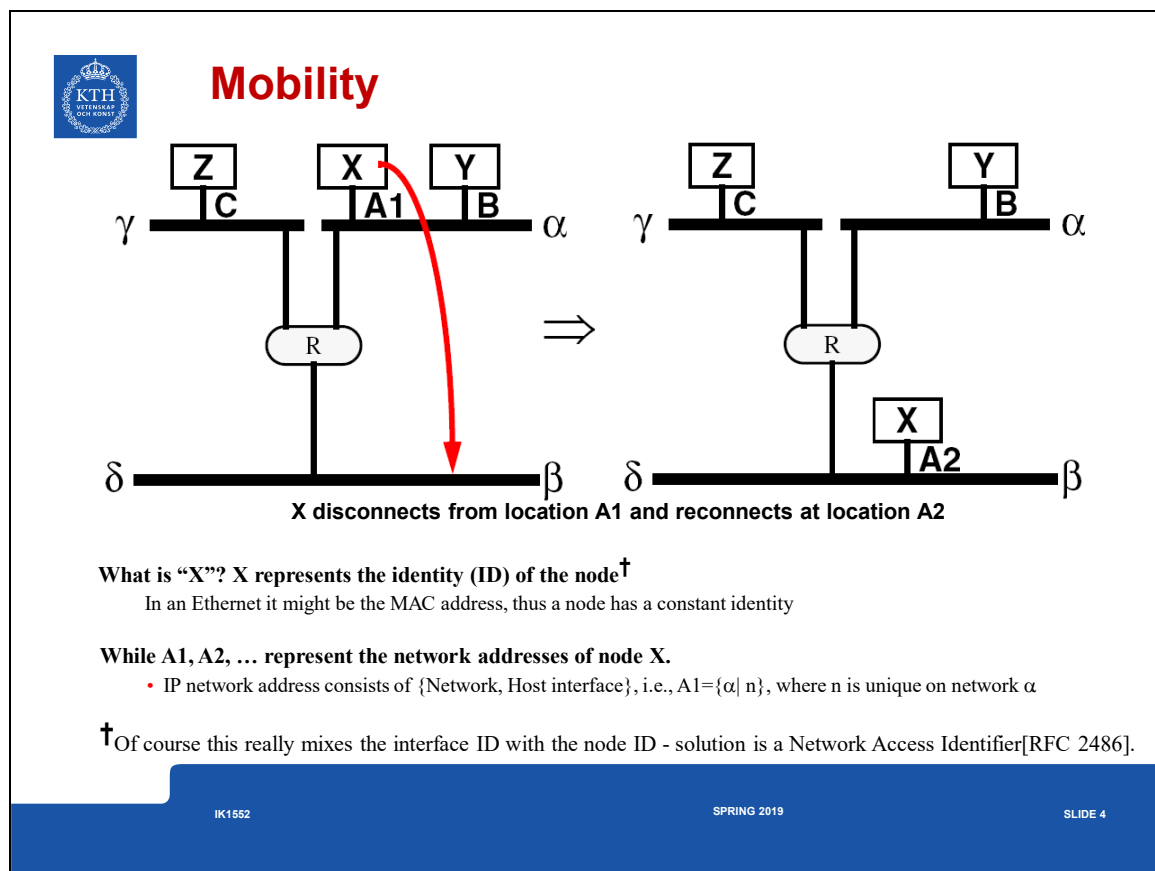 KTH
VETENSKAP
OCH KONST
Mobility
Z X Y
C A1 B
γ α
R
δ β
⇒
Z Y
C B
γ α
R
X
A2
δ β
X disconnects from location A1 and reconnects at location A2
What is “X”? X represents the identity (ID) of the node†
In an Ethernet it might be the MAC address, thus a node has a constant identity
While A1, A2, … represent the network addresses of node X.
• IP network address consists of {Network, Host interface}, i.e., A1={α| n}, where n is unique on network α
†Of course this really mixes the interface ID with the node ID - solution is a Network Access Identifier[RFC 2486].
IK1552 SPRING 2019 SLIDE 4